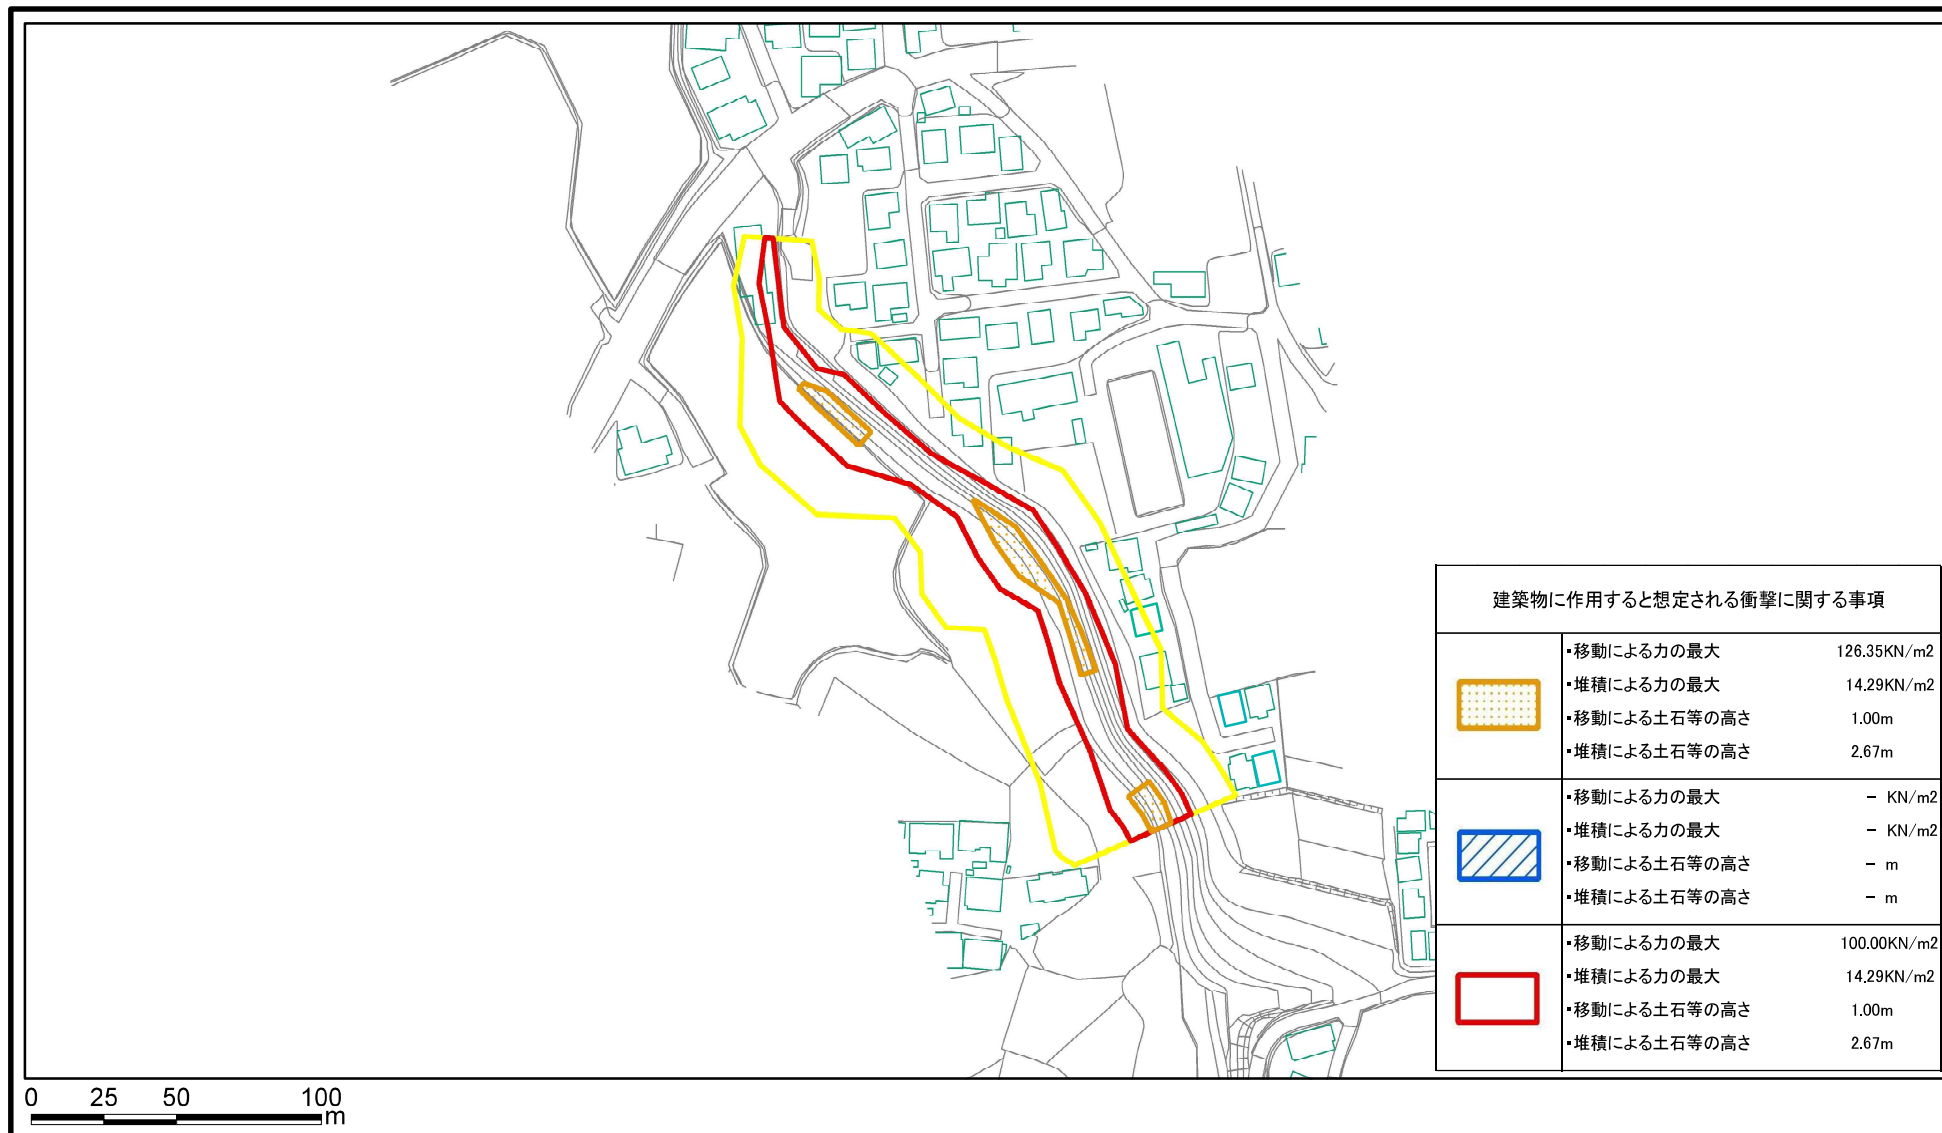 建築物に作用すると想定される衝撃に関する事項
・移動による力の最大 126.35KN/m2
・堆積による力の最大 14.29KN/m2
・移動による土石等の高さ 1.00m
・堆積による土石等の高さ 2.67m
・移動による力の最大 − KN/m2
・堆積による力の最大 − KN/m2
・移動による土石等の高さ − m
・堆積による土石等の高さ − m
・移動による力の最大 100.00KN/m2
・堆積による力の最大 14.29KN/m2
・移動による土石等の高さ 1.00m
・堆積による土石等の高さ 2.67m
0 25 50 100
m